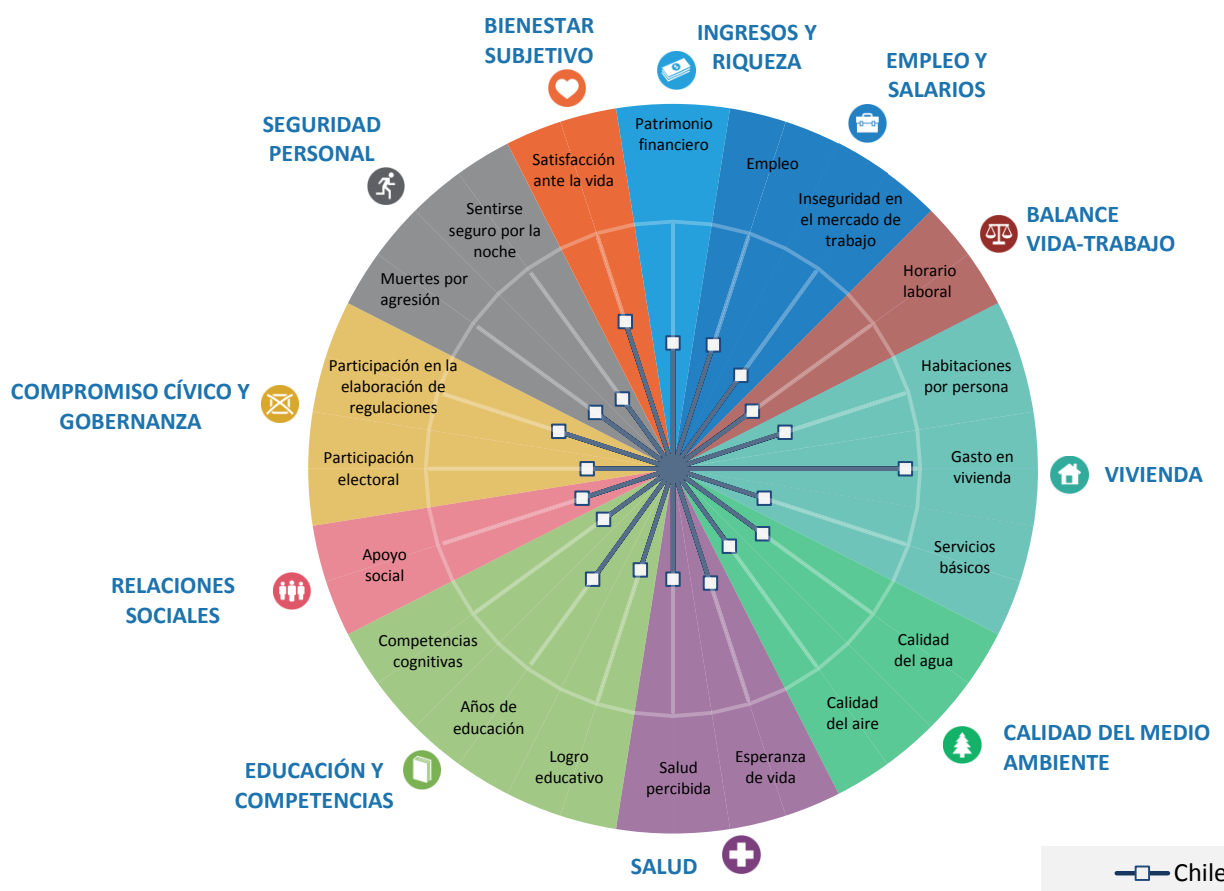 BIENESTAR
SUBJETIVO
INGRESOS Y
RIQUEZA
EMPLEO Y
SALARIOS
SEGURIDAD
PERSONAL
BALANCE
VIDA-TRABAJO
COMPROMISO CÍVICO Y
GOBERNANZA
VIVIENDA
RELACIONES
SOCIALES
CALIDAD DEL MEDIO
AMBIENTE
EDUCACIÓN Y
COMPETENCIAS
SALUD
Patrimonio
financiero
Empleo
Inseguridad en
el mercado de
trabajo
Horario
laboral
Habitaciones
por persona
Gasto en
vivienda
Servicios
básicos
Calidad
del agua
Calidad
del aire
Esperanza
de vida
Salud
percibida
Logro
educativo
Años de
educación
Competencias
cognitivas
Apoyo
social
Participación
electoral
Participación en la
elaboración de
regulaciones
Muertes por
agresión
Sentirse
seguro por la
noche
Satisfacción
ante la vida
Chile